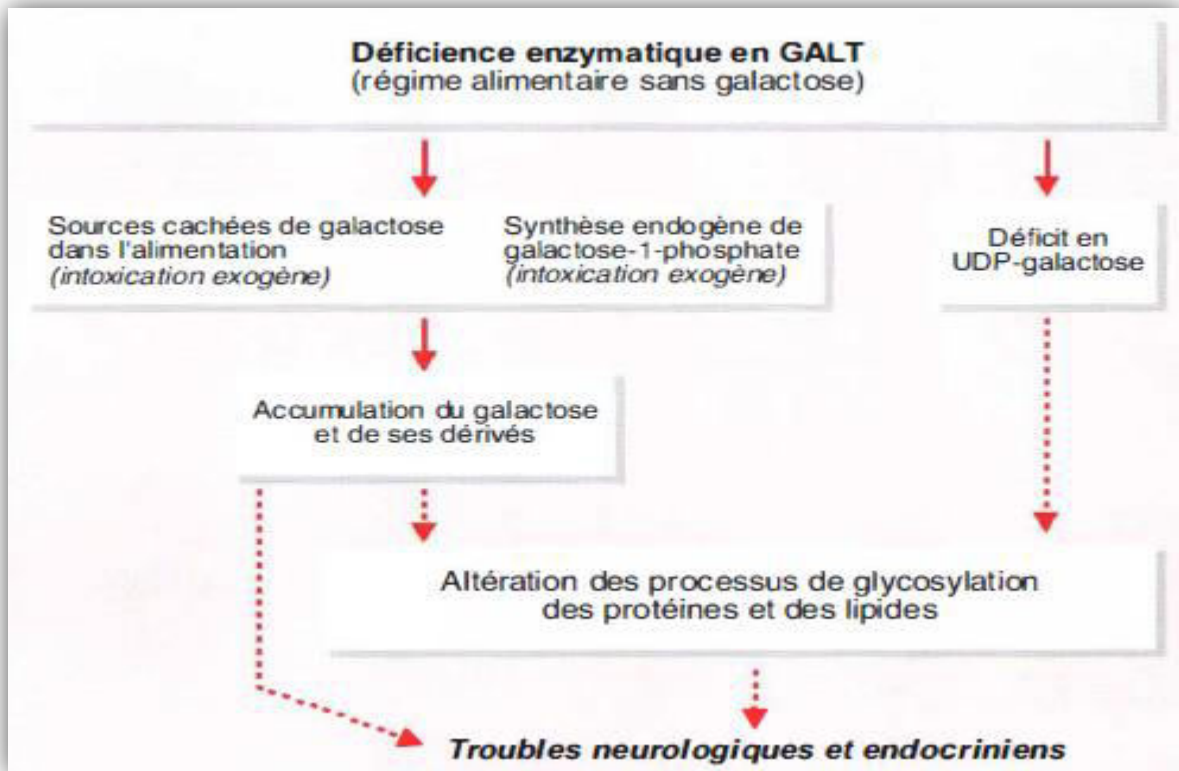 Déficience enzymatique en GALT
(régime alimentaire sans galactose)
Sources cachées de galactose
dans l'alimentation
(intoxication exogène)
Synthèse endogène de
galactose-1-phosphate
(intoxication exogène)
Déficit en
UDP-galactose
Accumulation du galactose
et de ses dérivés
Altération des processus de glycosylation
des protéines et des lipides
Troubles neurologiques et endocriniens